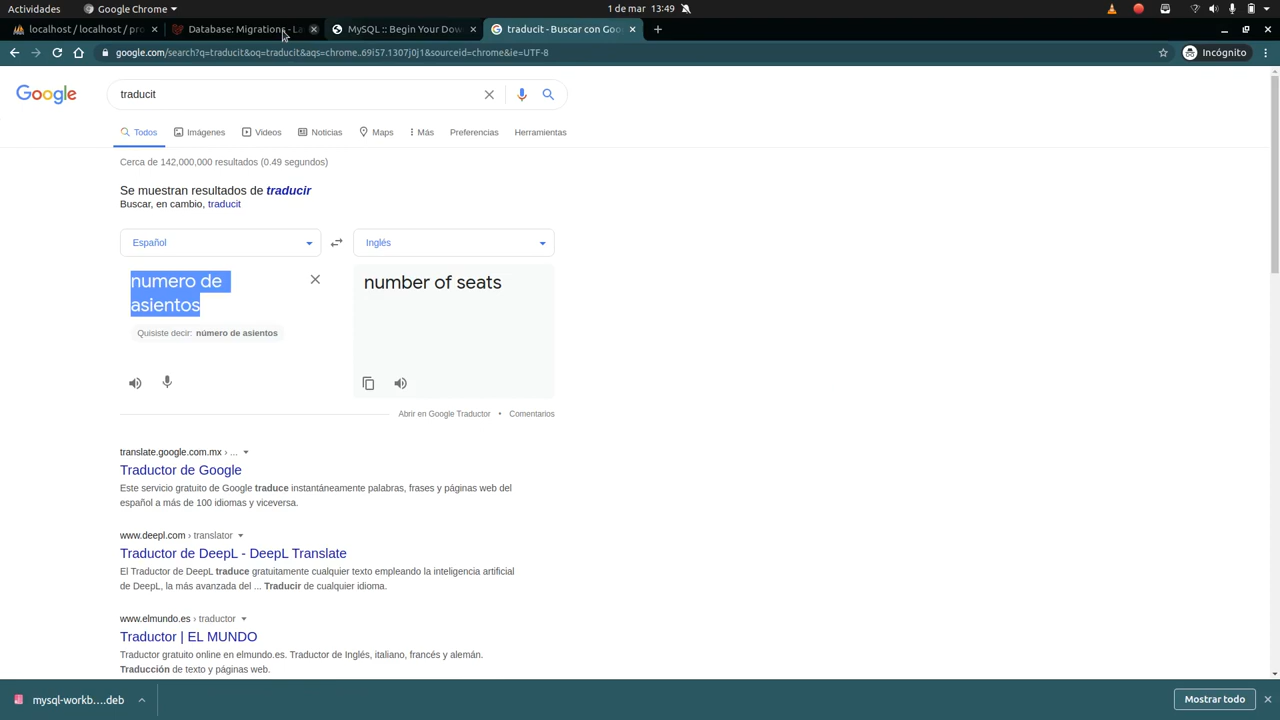 Actividades Google Chrome 1 de mar 13:49
localhost / localhost / pro Database: Migrations - La MySQL :: Begin Your Dow traducit - Buscar con Goo
google.com/search?q=traducit&oq=traducit&aqs=chrome..69i57.1307j0j1&sourceid=chrome&ie=UTF-8 Incógnito
Google traducit
Todos Imágenes Videos Noticias Maps Más Preferencias Herramientas
Cerca de 142,000,000 resultados (0.49 segundos)
Se muestran resultados de traducir
Buscar, en cambio, traducit
Español Inglés
numero de
asientos
number of seats
Quisiste decir: número de asientos
Abrir en Google Traductor • Comentarios
translate.google.com.mx › ...
Traductor de Google
Este servicio gratuito de Google traduce instantáneamente palabras, frases y páginas web del
español a más de 100 idiomas y viceversa.
www.deepl.com › translator
Traductor de DeepL - DeepL Translate
El Traductor de DeepL traduce gratuitamente cualquier texto empleando la inteligencia artificial
de DeepL, la más avanzada del ... Traducir de cualquier idioma.
www.elmundo.es › traductor
Traductor | EL MUNDO
Traductor gratuito online en elmundo.es. Traductor de Inglés, italiano, francés y alemán.
Traducción de texto y páginas web.
mysql-workb....deb Mostrar todo